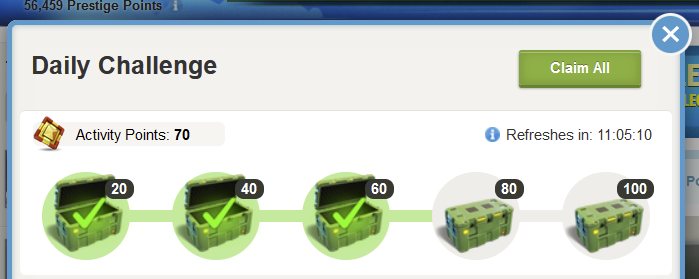 56,459 Prestige Points
Daily Challenge
Claim All
Activity Points: 70
Refreshes in: 11:05:10
20
40
60
80
100